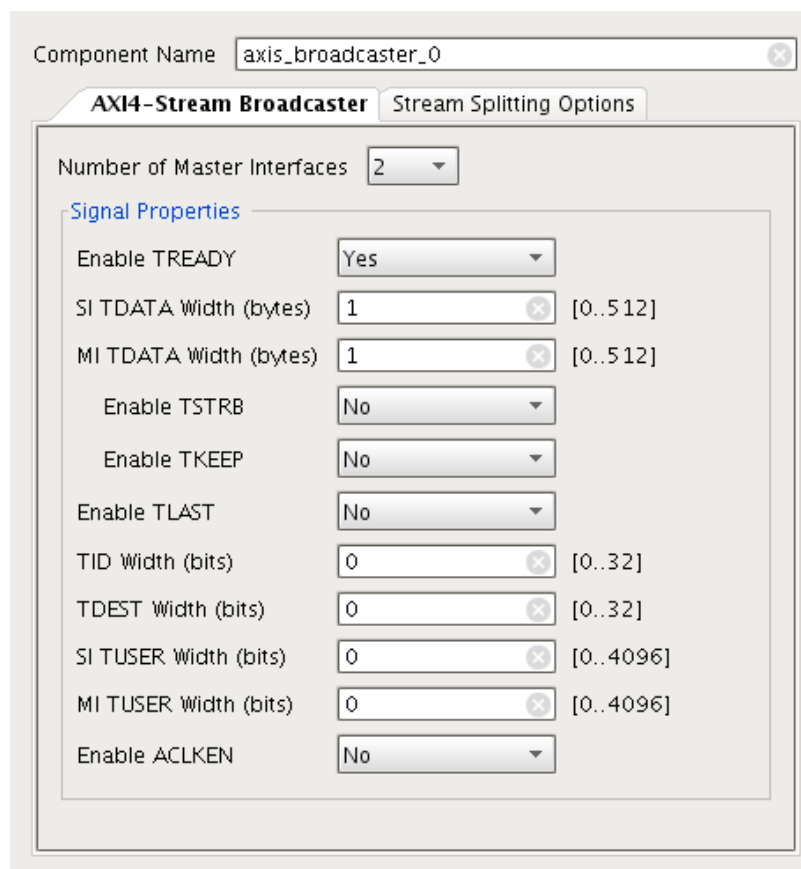 Component Name axis_broadcaster_0
AXI4-Stream Broadcaster Stream Splitting Options
Number of Master Interfaces 2
Signal Properties
Enable TREADY Yes
SI TDATA Width (bytes) 1 [0..512]
MI TDATA Width (bytes) 1 [0..512]
Enable TSTRB No
Enable TKEEP No
Enable TLAST No
TID Width (bits) 0 [0..32]
TDEST Width (bits) 0 [0..32]
SI TUSER Width (bits) 0 [0..4096]
MI TUSER Width (bits) 0 [0..4096]
Enable ACLKEN No